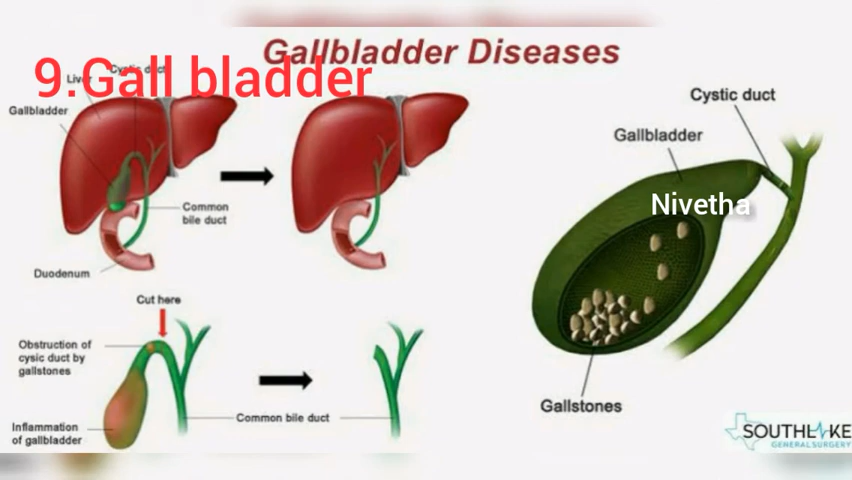 Gallbladder Diseases
9.Gall bladder
Cystic duct
Liver
Gallbladder
Common
bile duct
Duodenum
Cut here
Obstruction of
cysic duct by
gallstones
Inflammation
of gallbladder
Common bile duct
Cystic duct
Gallbladder
Nivetha
Gallstones
SOUTHLAKE
GENERAL SURGERY